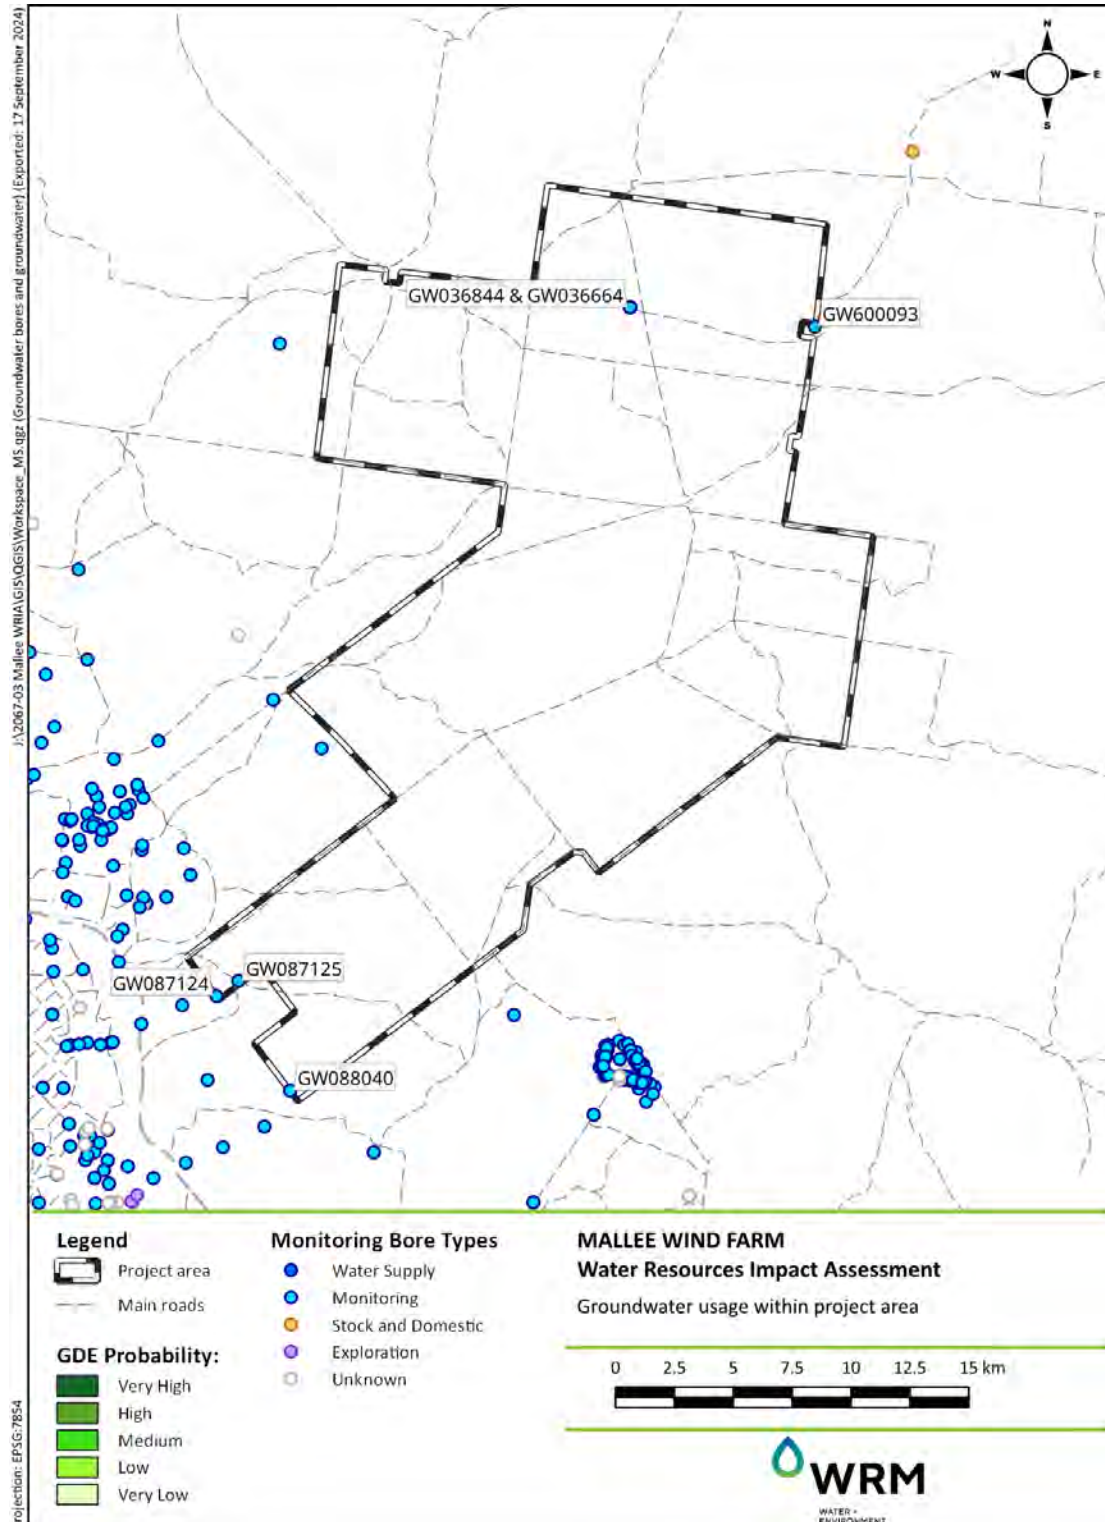 J:\2067-03 Mallee WRIA\GIS\QGIS\Workspace_MS.qgz (Groundwater bores and groundwater) (Exported: 17 September 2024)
N
W
E
S
GW036844 & GW036664
GW600093
GW087125
GW087124
GW088040
Legend
Project area
Main roads
GDE Probability:
Very High
High
Medium
Low
Very Low
Monitoring Bore Types
Water Supply
Monitoring
Stock and Domestic
Exploration
Unknown
MALLEE WIND FARM
Water Resources Impact Assessment
Groundwater usage within project area
0 2.5 5 7.5 10 12.5 15 km
WRM
WATER +
ENVIRONMENT
rojection: EPSG:7854